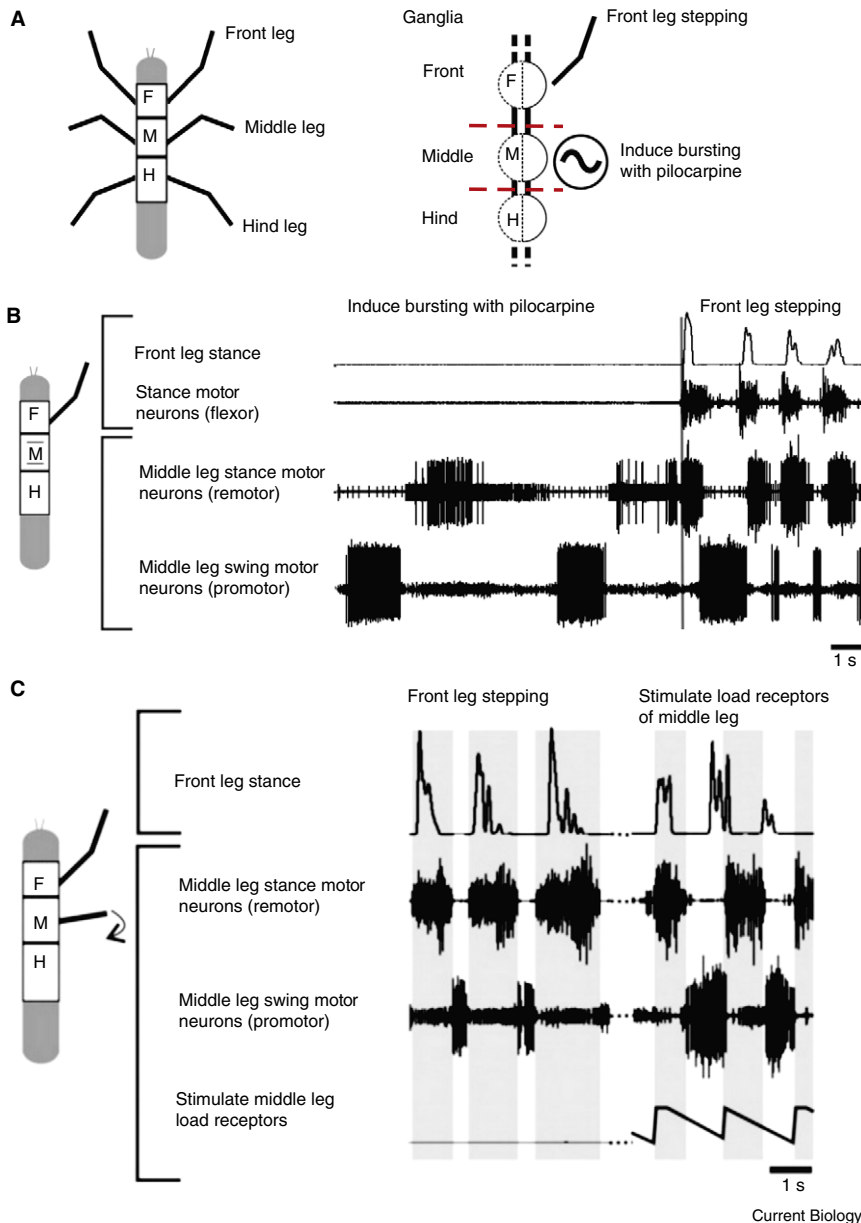 A
Front leg
Middle leg
Hind leg
F
M
H
Ganglia
Front
Middle
Hind
F
M
H
Front leg stepping
Induce bursting
with pilocarpine
B
Induce bursting with pilocarpine
Front leg stepping
Front leg stance
Stance motor
neurons (flexor)
Middle leg stance motor
neurons (remotor)
Middle leg swing motor
neurons (promotor)
F
M
H
1 s
C
Front leg stepping
Stimulate load receptors
of middle leg
Front leg stance
Middle leg stance motor
neurons (remotor)
Middle leg swing motor
neurons (promotor)
Stimulate middle leg
load receptors
F
M
H
1 s
Current Biology